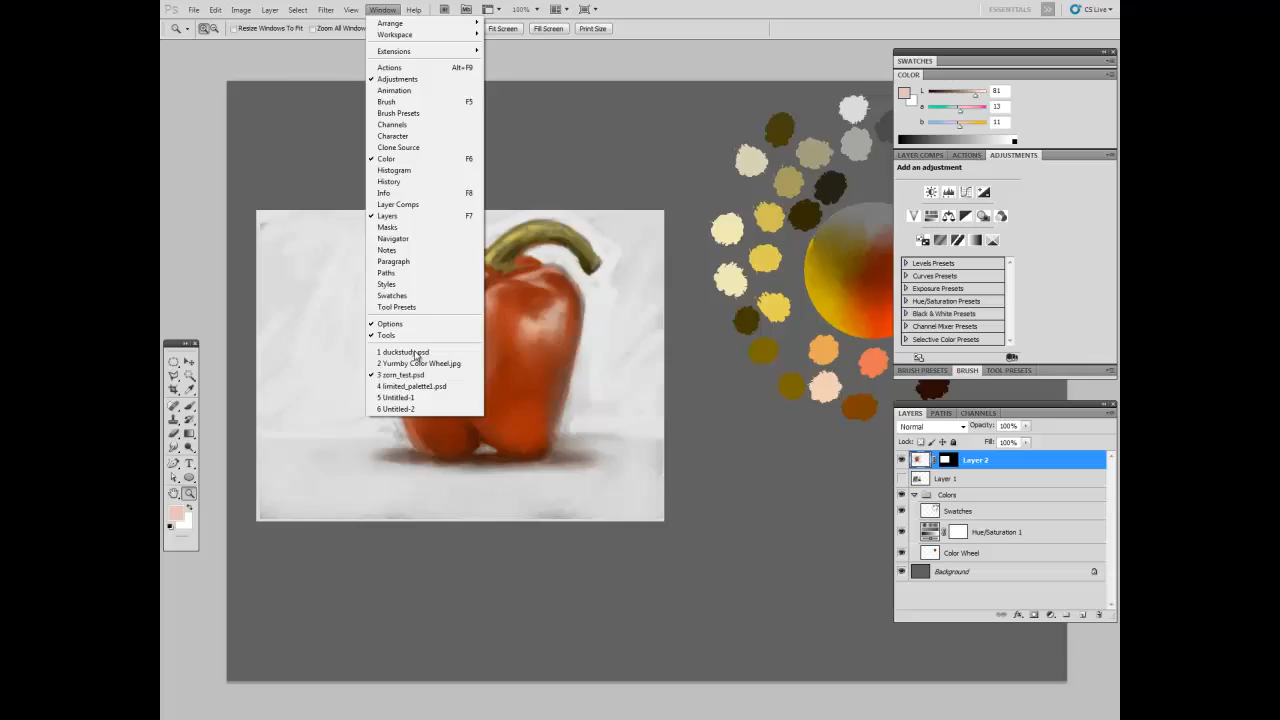 PS File Edit Image Layer Select Filter View Window Help Br Mb 100% ESSENTIALS CS Live
Resize Windows To Fit Zoom All Windows Fit Screen Fill Screen Print Size
Arrange
Workspace
Extensions
Actions Alt+F9
Adjustments
Animation
Brush F5
Brush Presets
Channels
Character
Clone Source
Color F6
Histogram
History
Info F8
Layer Comps
Layers F7
Masks
Navigator
Notes
Paragraph
Paths
Styles
Swatches
Tool Presets
Options
Tools
1 duckstudy.psd
2 Yurmby Color Wheel.jpg
3 zorn_test.psd
4 limited_palette1.psd
5 Untitled-1
6 Untitled-2
SWATCHES
COLOR
L 81
a 13
b 11
LAYER COMPS ACTIONS ADJUSTMENTS
Add an adjustment
Levels Presets
Curves Presets
Exposure Presets
Hue/Saturation Presets
Black & White Presets
Channel Mixer Presets
Selective Color Presets
BRUSH PRESETS BRUSH TOOL PRESETS
LAYERS PATHS CHANNELS
Normal Opacity: 100%
Lock: Fill: 100%
Layer 2
Layer 1
Colors
Swatches
Hue/Saturation 1
Color Wheel
Background